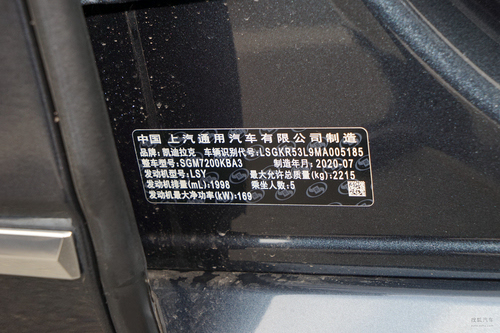 中国 上汽通用汽车有限公司制造
品牌: 凯迪拉克 车辆识别代号: LSGKR53L9MA005185
整车型号: SGM7200KBA3 制造年月: 2020-07
发动机型号: LSY 最大允许总质量(kg): 2215
发动机排量(mL): 1998 乘坐人数: 5
发动机最大净功率(kW): 169